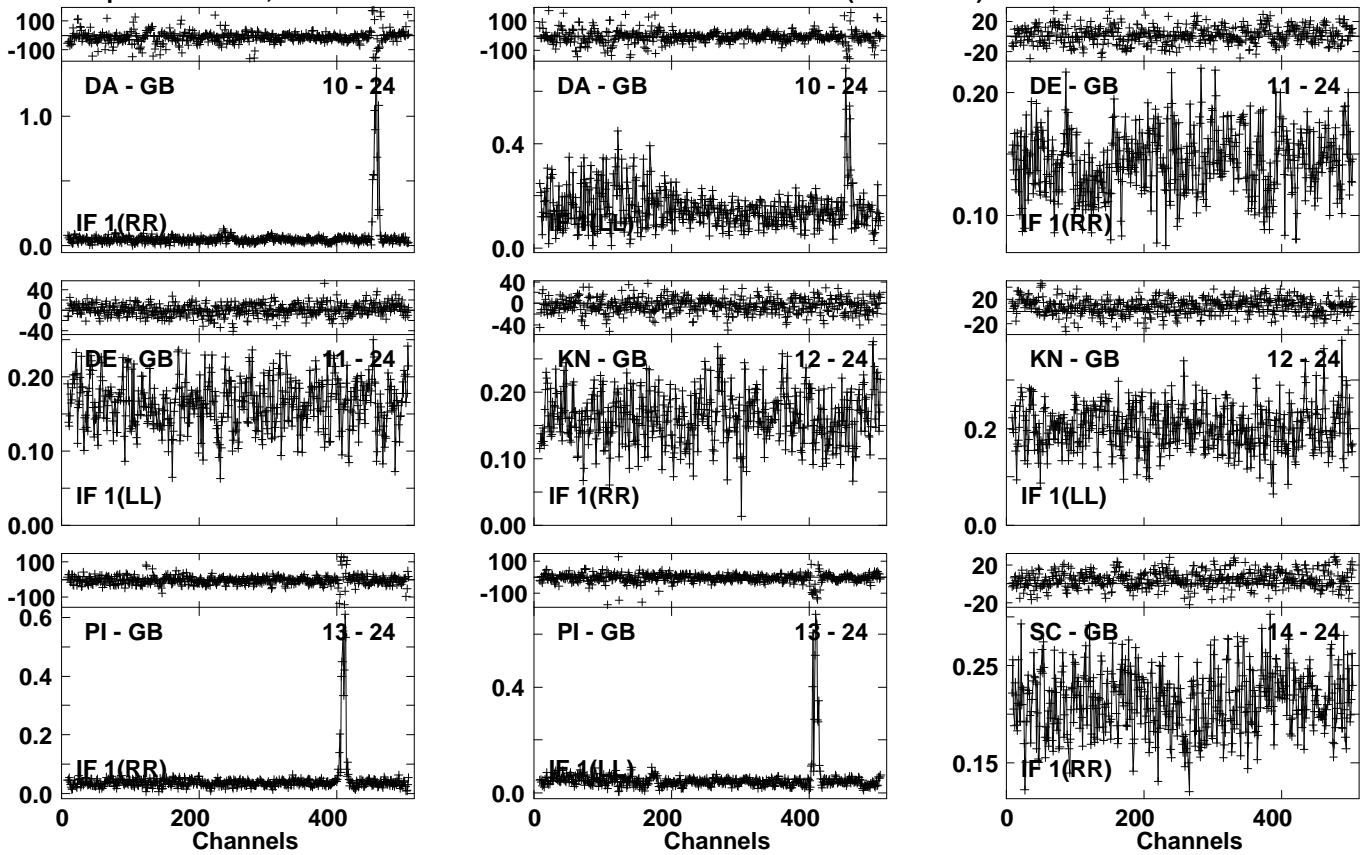 100
-100
DA - GB 10 - 24
1.0
0.0
IF 1(RR)
100
-100
DA - GB 10 - 24
0.4
0.0
IF 1(LL)
20
-20
DE - GB 11 - 24
0.20
0.10
IF 1(RR)
40
0
-40
DE - GB 11 - 24
0.20
0.10
0.00
IF 1(LL)
40
0
-40
KN - GB 12 - 24
0.20
0.10
0.00
IF 1(RR)
20
-20
KN - GB 12 - 24
0.2
0.0
IF 1(LL)
100
-100
PI - GB 13 - 24
0.6
0.4
0.2
0.0
IF 1(RR)
0 200 400
Channels
100
-100
PI - GB 13 - 24
0.4
0.0
IF 1(LL)
0 200 400
Channels
20
-20
SC - GB 14 - 24
0.25
0.15
IF 1(RR)
0 200 400
Channels